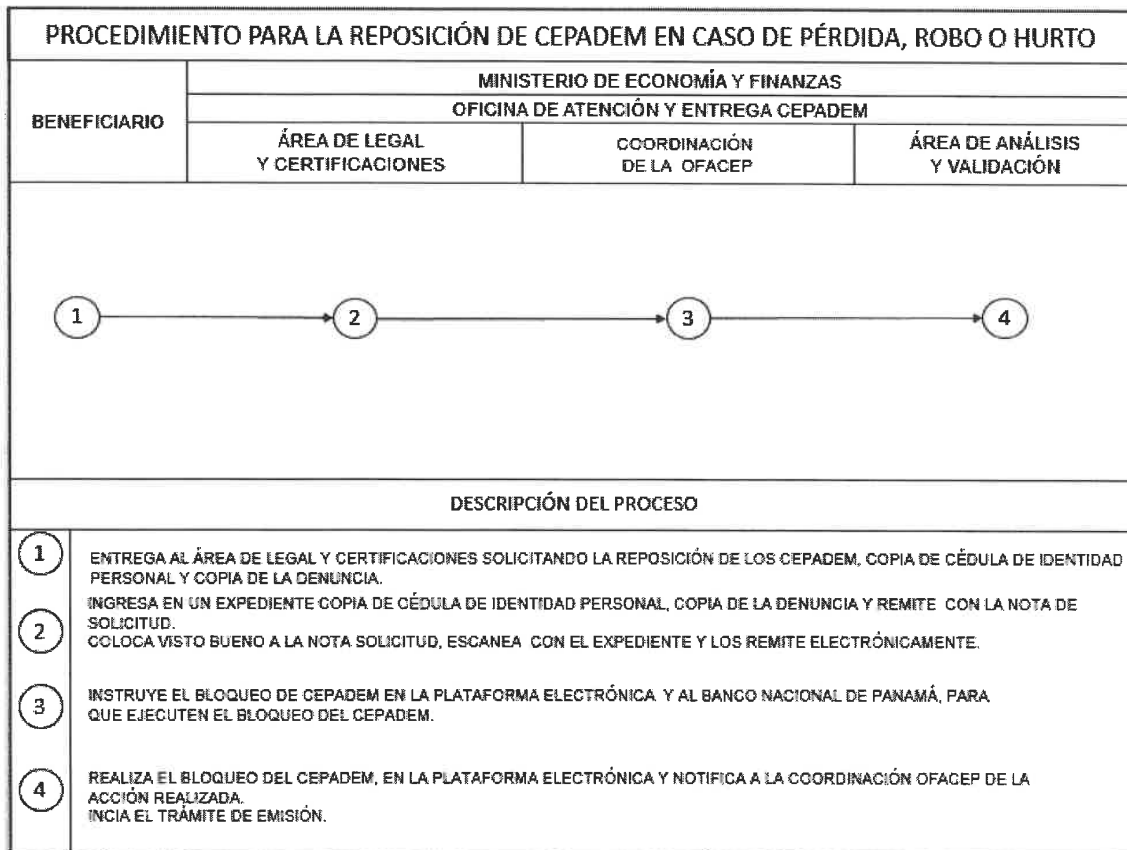 PROCEDIMIENTO PARA LA REPOSICIÓN DE CEPADEM EN CASO DE PÉRDIDA, ROBO O HURTO
BENEFICIARIO
MINISTERIO DE ECONOMÍA Y FINANZAS
OFICINA DE ATENCIÓN Y ENTREGA CEPADEM
ÁREA DE LEGAL
Y CERTIFICACIONES
COORDINACIÓN
DE LA OFACEP
ÁREA DE ANÁLISIS
Y VALIDACIÓN
1
2
3
4
DESCRIPCIÓN DEL PROCESO
1
ENTREGA AL ÁREA DE LEGAL Y CERTIFICACIONES SOLICITANDO LA REPOSICIÓN DE LOS CEPADEM, COPIA DE CÉDULA DE IDENTIDAD
PERSONAL Y COPIA DE LA DENUNCIA.
2
INGRESA EN UN EXPEDIENTE COPIA DE CÉDULA DE IDENTIDAD PERSONAL, COPIA DE LA DENUNCIA Y REMITE CON LA NOTA DE
SOLICITUD.
COLOCA VISTO BUENO A LA NOTA SOLICITUD, ESCANEA CON EL EXPEDIENTE Y LOS REMITE ELECTRÓNICAMENTE.
3
INSTRUYE EL BLOQUEO DE CEPADEM EN LA PLATAFORMA ELECTRÓNICA Y AL BANCO NACIONAL DE PANAMÁ, PARA
QUE EJECUTEN EL BLOQUEO DEL CEPADEM.
4
REALIZA EL BLOQUEO DEL CEPADEM, EN LA PLATAFORMA ELECTRÓNICA Y NOTIFICA A LA COORDINACIÓN OFACEP DE LA
ACCIÓN REALIZADA.
INCIA EL TRÁMITE DE EMISIÓN.